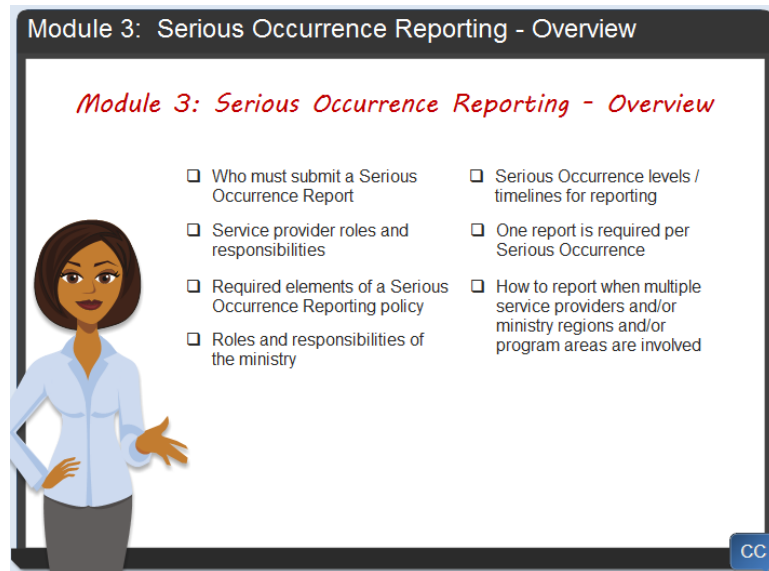 Module 3: Serious Occurrence Reporting - Overview
Module 3: Serious Occurrence Reporting - Overview
❑ Who must submit a Serious
Occurrence Report
❑ Service provider roles and
responsibilities
❑ Required elements of a Serious
Occurrence Reporting policy
❑ Roles and responsibilities of
the ministry
❑ Serious Occurrence levels /
timelines for reporting
❑ One report is required per
Serious Occurrence
❑ How to report when multiple
service providers and/or
ministry regions and/or
program areas are involved
CC